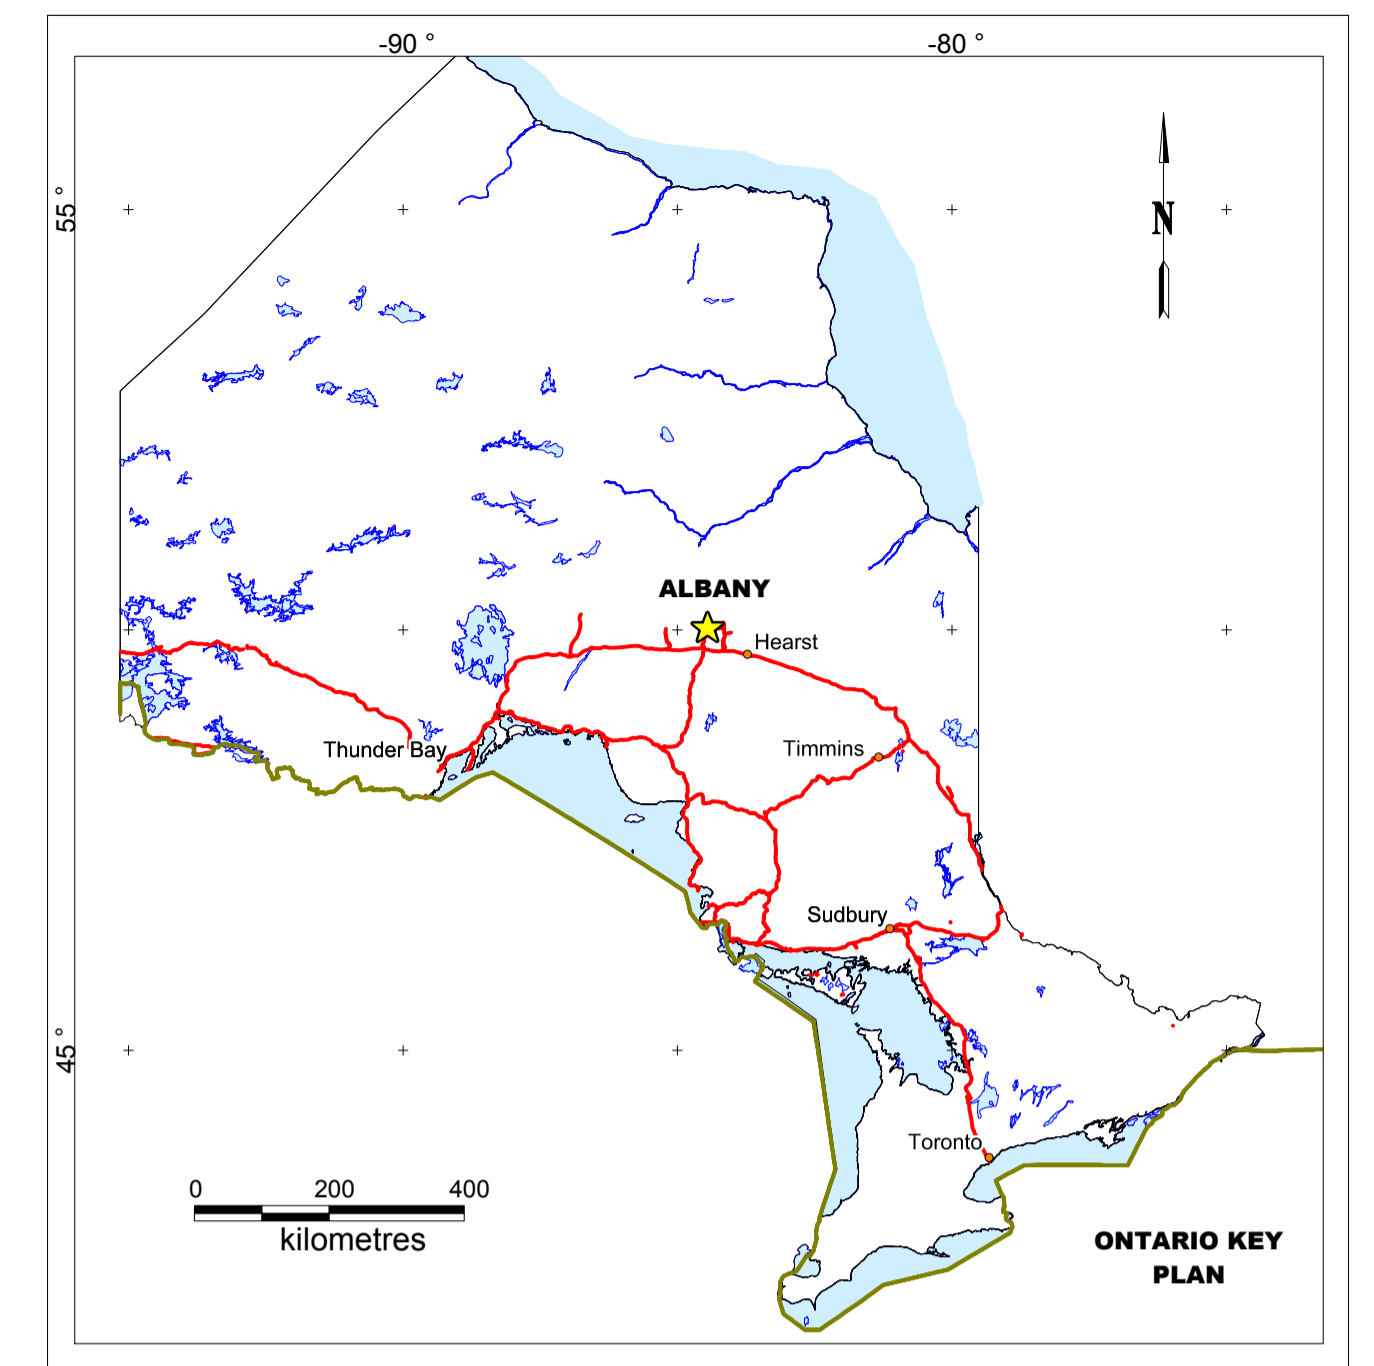 -90 °
-80 °
55 °
N
ALBANY
Hearst
Thunder Bay
Timmins
Sudbury
45 °
Toronto
0 200 400
kilometres
ONTARIO KEY
PLAN